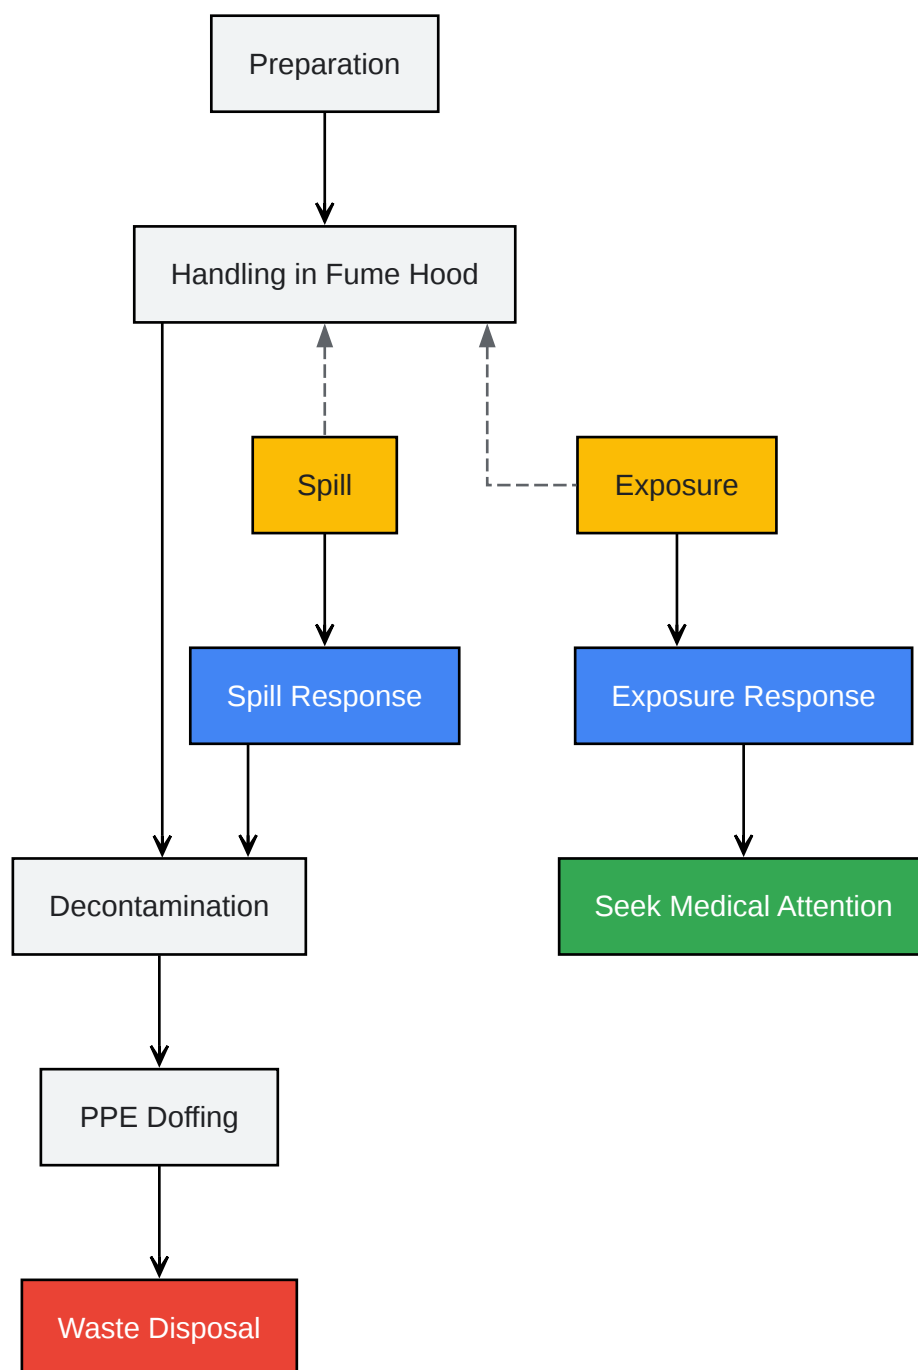 Preparation
Handling in Fume Hood
Spill
Exposure
Spill Response
Exposure Response
Decontamination
Seek Medical Attention
PPE Doffing
Waste Disposal